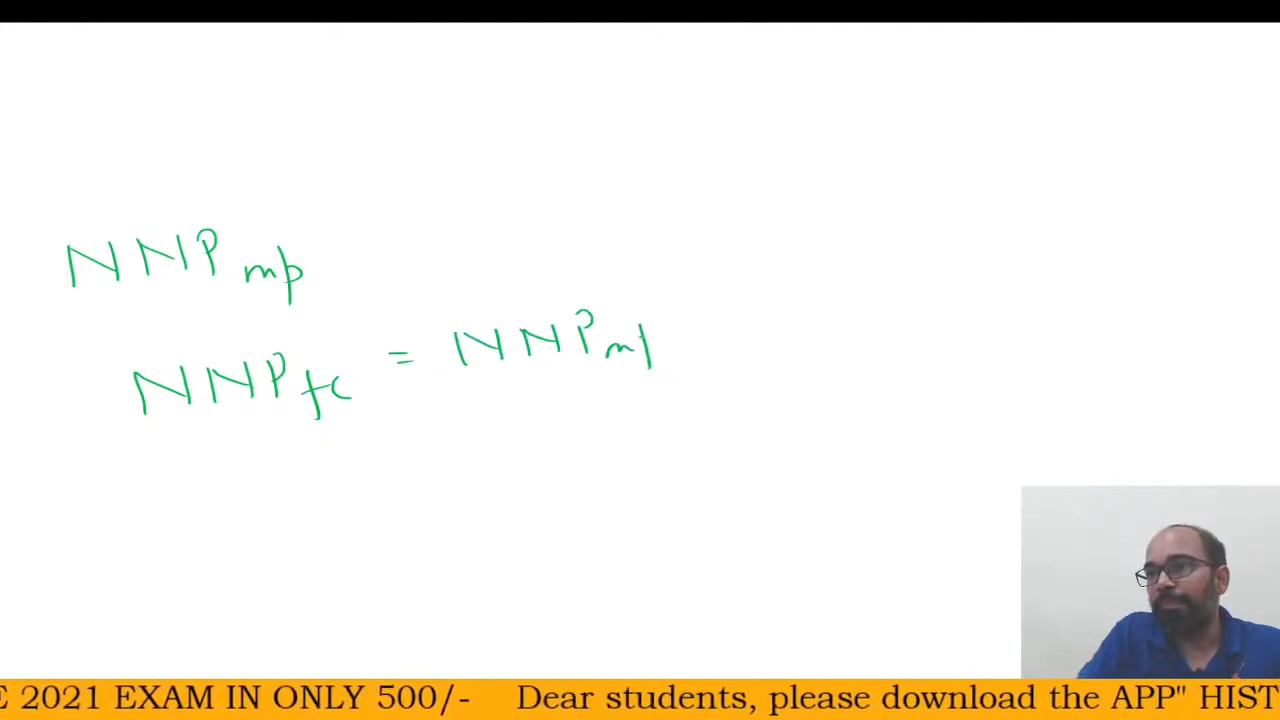 NNP mp
NNP fc = NNP mp
E 2021 EXAM IN ONLY 500/- Dear students, please download the APP" HIST